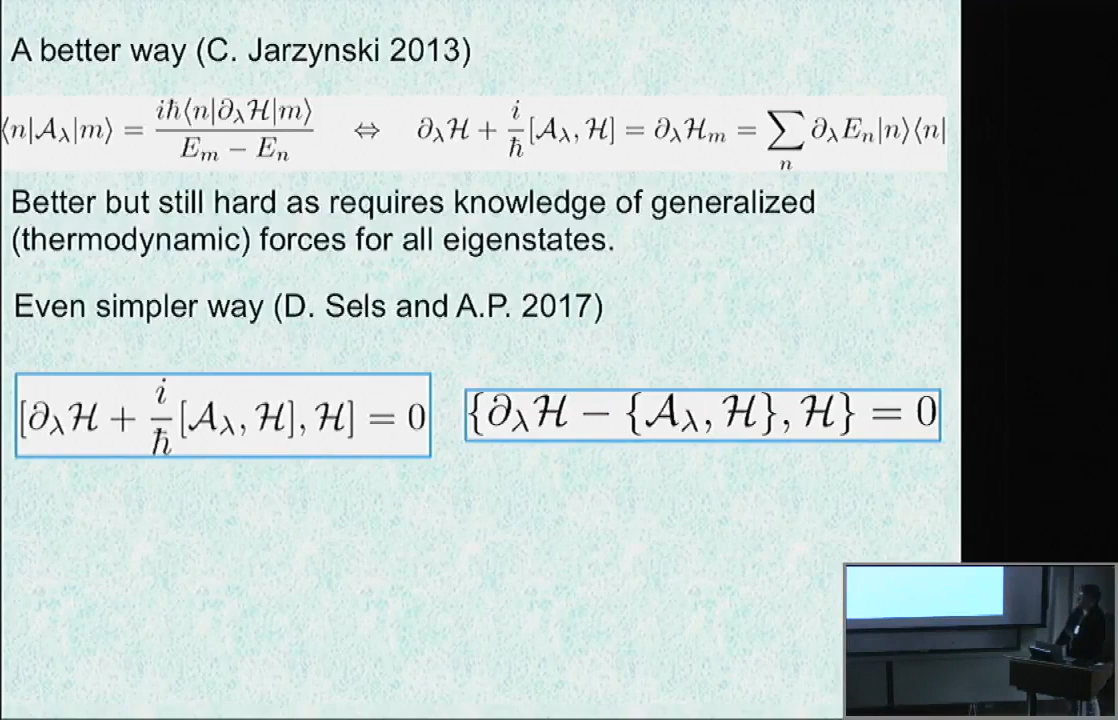 A better way (C. Jarzynski 2013)
⟨n|𝒜_λ|m⟩ = iħ⟨n|∂_λℋ|m⟩ / (E_m − E_n) ⇔ ∂_λℋ + (i/ħ)[𝒜_λ, ℋ] = ∂_λℋ_m = ∑_n ∂_λE_n|n⟩⟨n|
Better but still hard as requires knowledge of generalized
(thermodynamic) forces for all eigenstates.
Even simpler way (D. Sels and A.P. 2017)
[∂_λℋ + (i/ħ)[𝒜_λ, ℋ], ℋ] = 0 {∂_λℋ − {𝒜_λ, ℋ}, ℋ} = 0